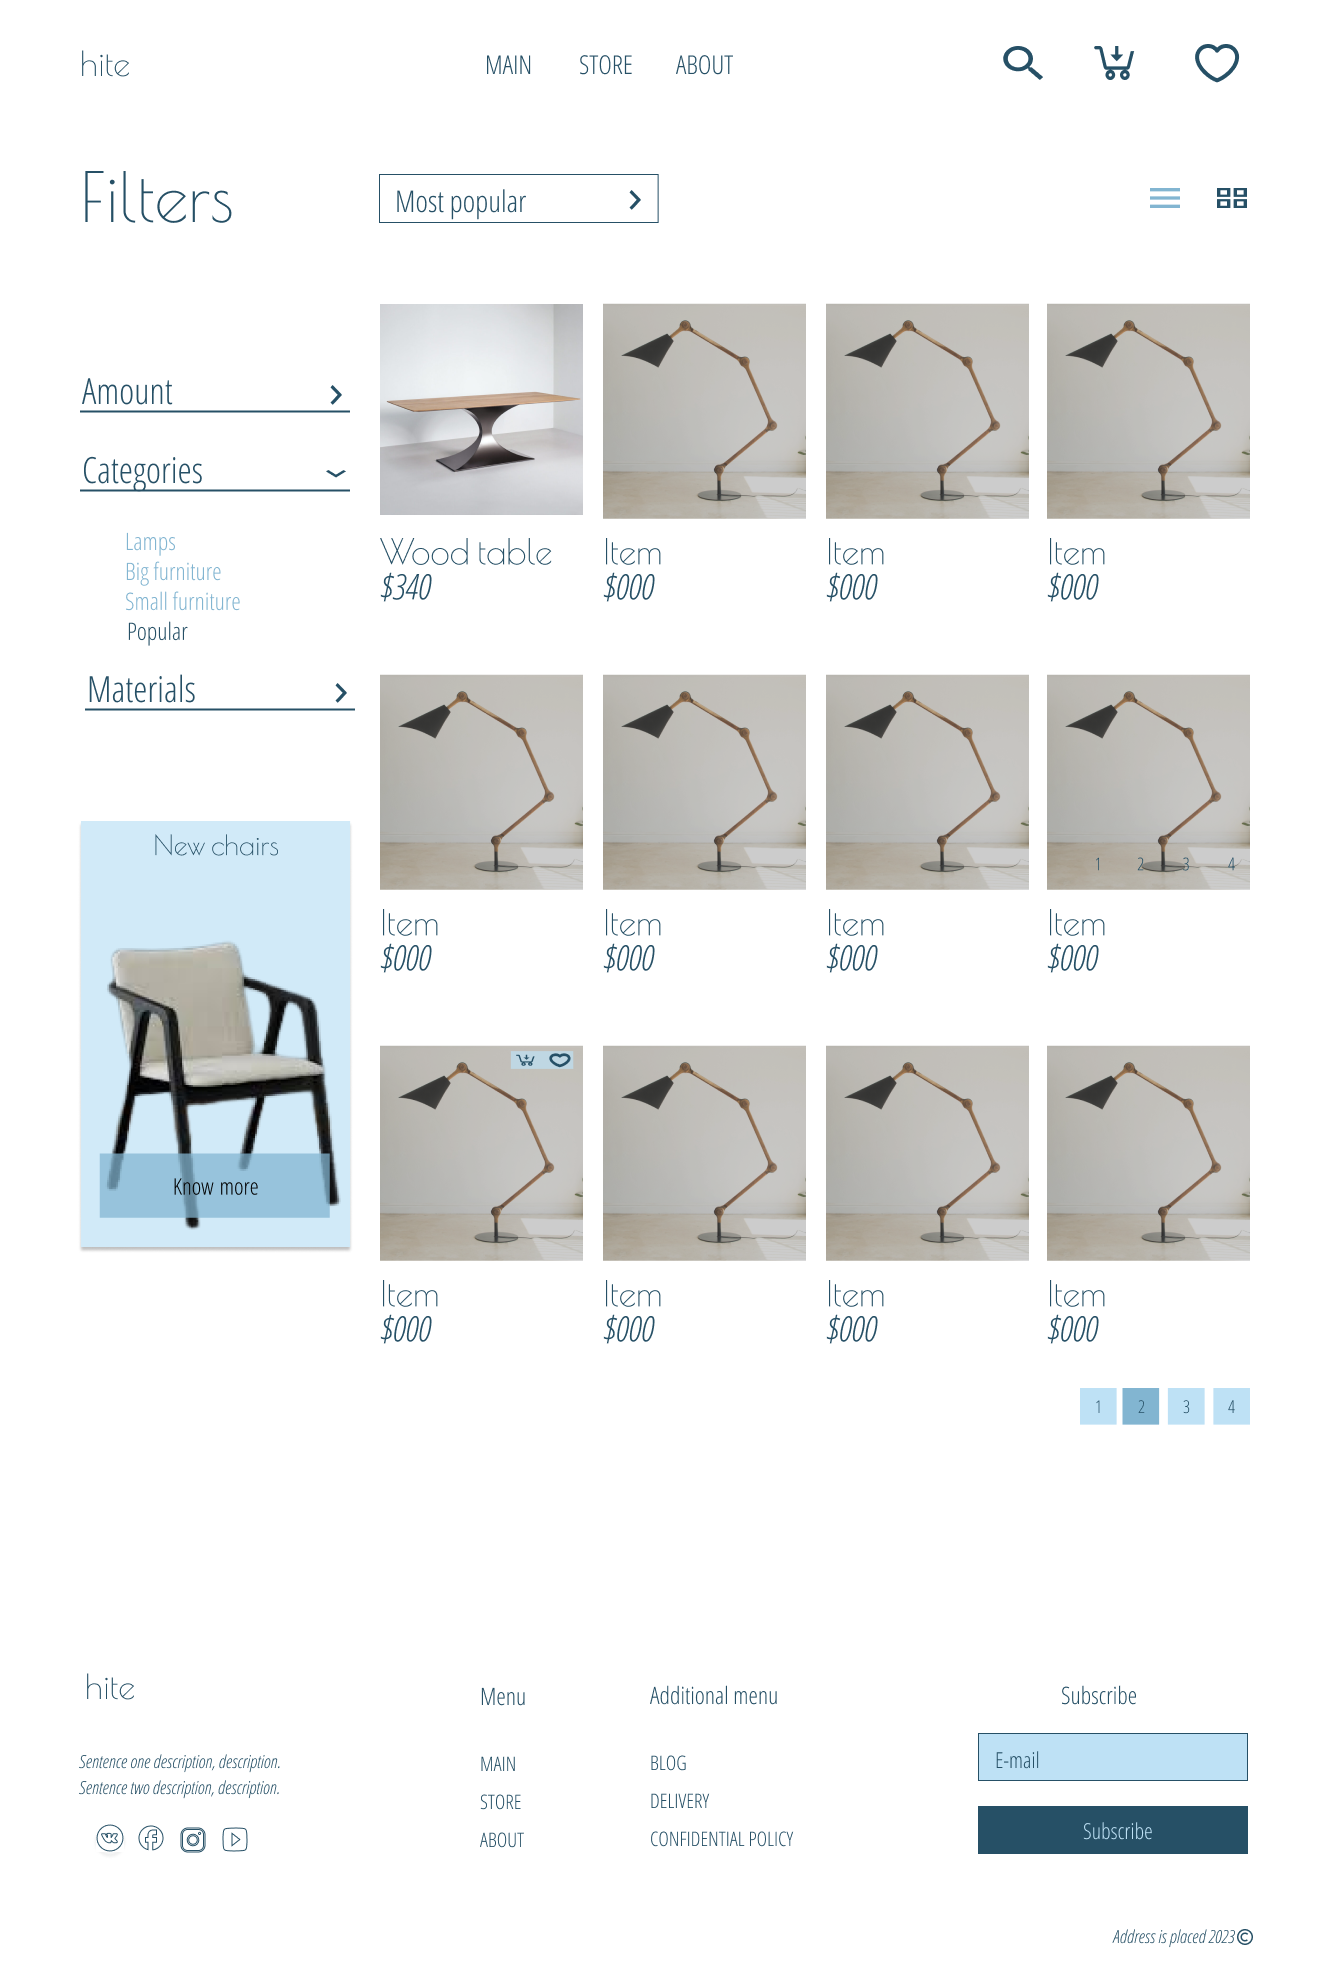 hite
MAIN STORE ABOUT
Filters
Most popular
Amount
Categories
Lamps
Big furniture
Small furniture
Popular
Materials
New chairs
Know more
Wood table
$340
Item
$000
Item
$000
Item
$000
Item
$000
Item
$000
Item
$000
1 2 3 4
Item
$000
Item
$000
Item
$000
Item
$000
Item
$000
1 2 3 4
hite
Sentence one description, description.
Sentence two description, description.
Menu
MAIN
STORE
ABOUT
Additional menu
BLOG
DELIVERY
CONFIDENTIAL POLICY
Subscribe
E-mail
Subscribe
Address is placed 2023©